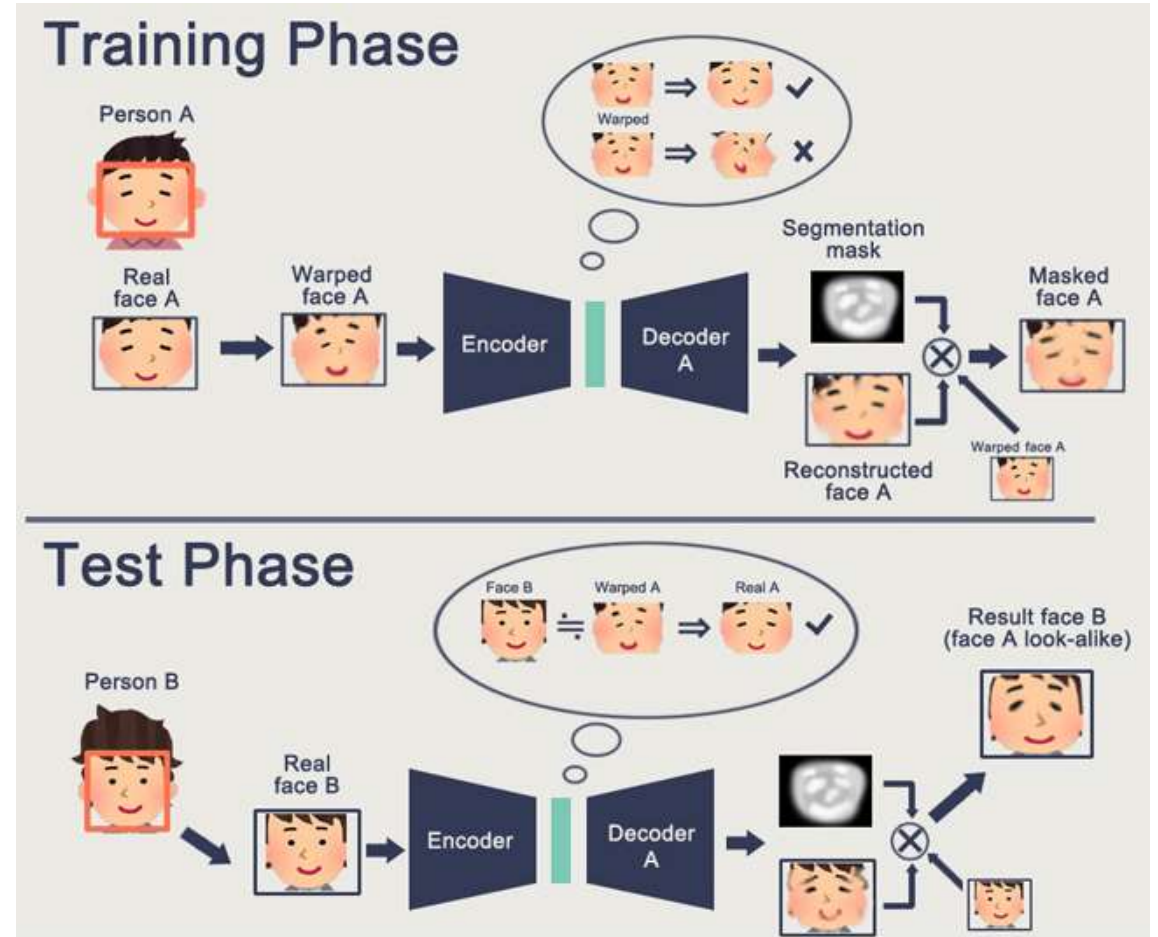 Training Phase
Person A
Warped
Real
face A
Warped
face A
Encoder
Decoder
A
Segmentation
mask
Reconstructed
face A
Masked
face A
Warped face A
Test Phase
Face B
Warped A
Real A
Person B
Real
face B
Encoder
Decoder
A
Result face B
(face A look-alike)